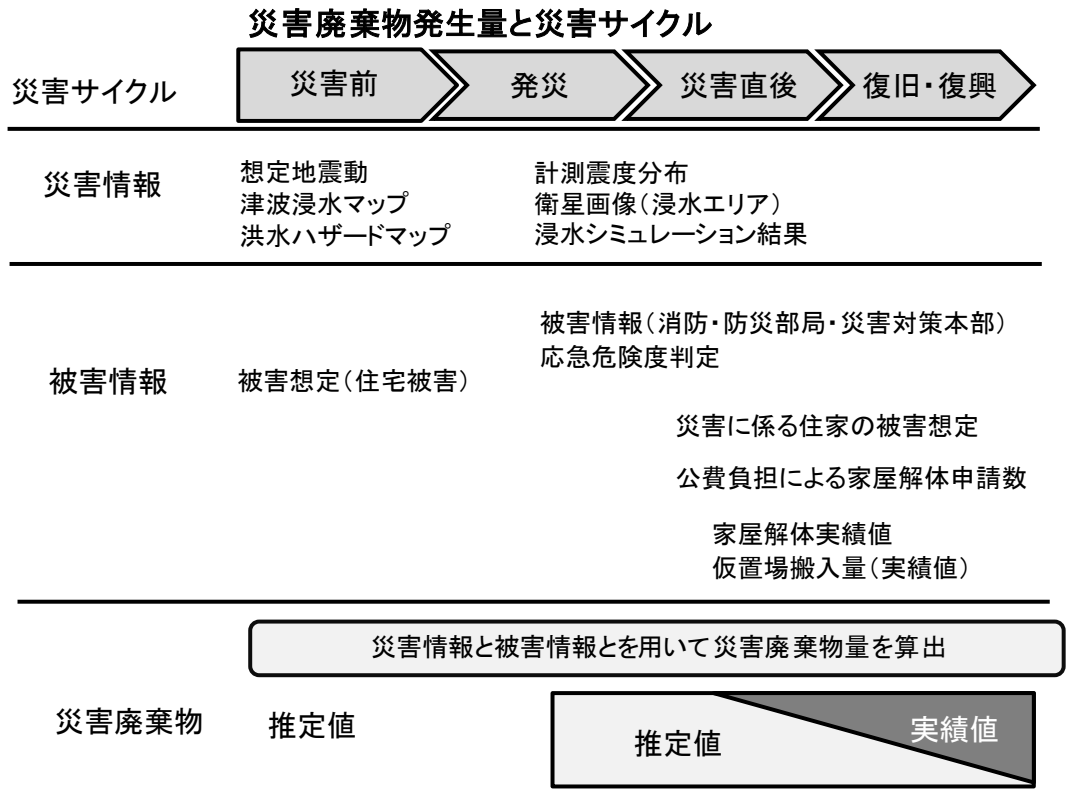 災害廃棄物発生量と災害サイクル
災害サイクル
災害前
発災
災害直後
復旧・復興
災害情報
想定地震動
津波浸水マップ
洪水ハザードマップ
計測震度分布
衛星画像(浸水エリア)
浸水シミュレーション結果
被害情報
被害想定(住宅被害)
被害情報(消防・防災部局・災害対策本部)
応急危険度判定
災害に係る住家の被害想定
公費負担による家屋解体申請数
家屋解体実績値
仮置場搬入量(実績値)
災害情報と被害情報とを用いて災害廃棄物量を算出
災害廃棄物
推定値
推定値
実績値